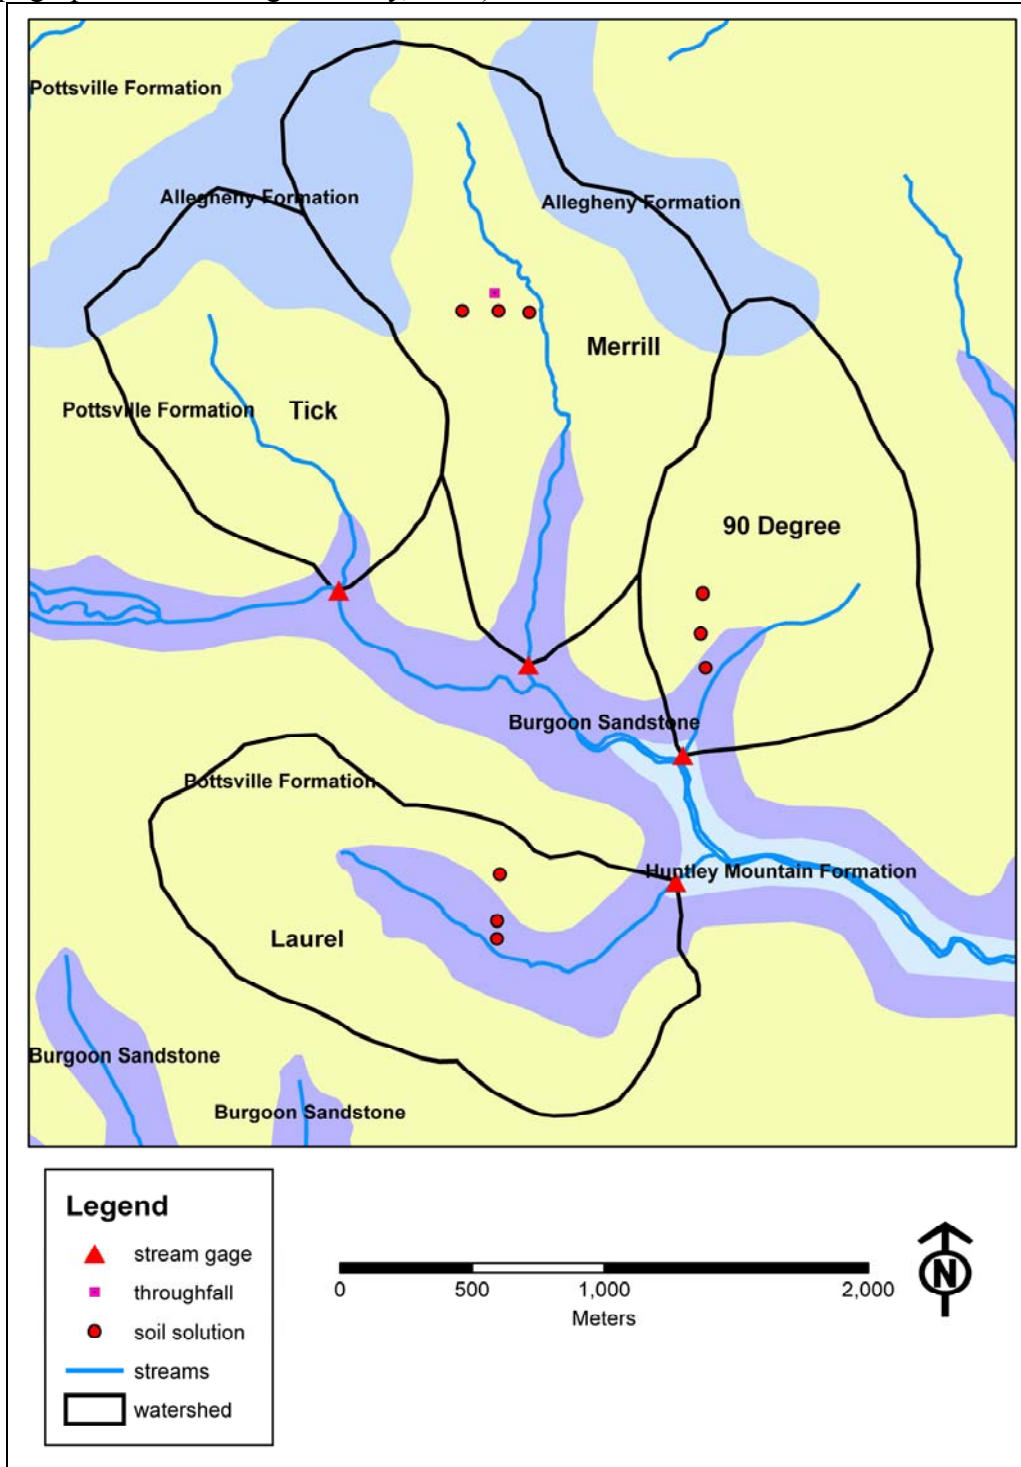 Pottsville Formation
Allegheny Formation
Allegheny Formation
Merrill
Pottsville Formation
Tick
90 Degree
Burgoon Sandstone
Pottsville Formation
Huntley Mountain Formation
Laurel
Burgoon Sandstone
Burgoon Sandstone
Legend
stream gage
throughfall
soil solution
streams
watershed
0 500 1,000 2,000
Meters
N